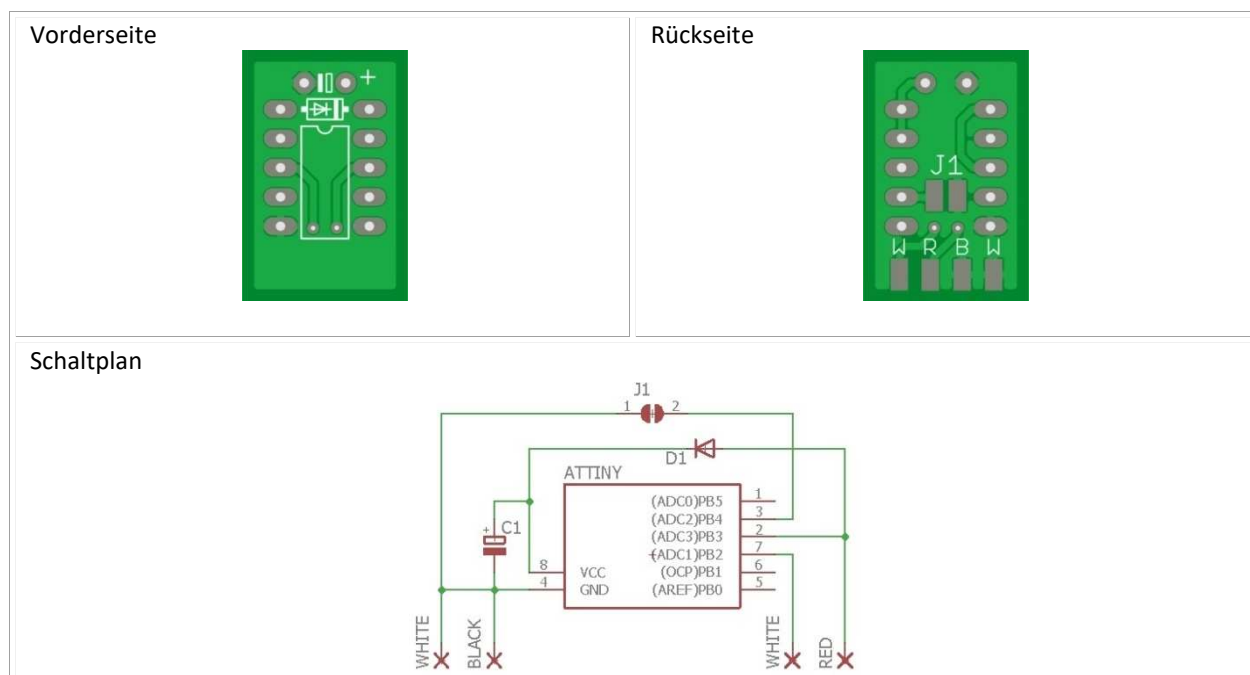 Vorderseite
+
Rückseite
J1
W R B W
Schaltplan
J1
1 2
D1
ATTINY
(ADC0)PB5 1
(ADC2)PB4 3
(ADC3)PB3 2
(ADC1)PB2 7
(OCP)PB1 6
(AREF)PB0 5
+
C1
8 VCC
4 GND
WHITE
BLACK
WHITE
RED